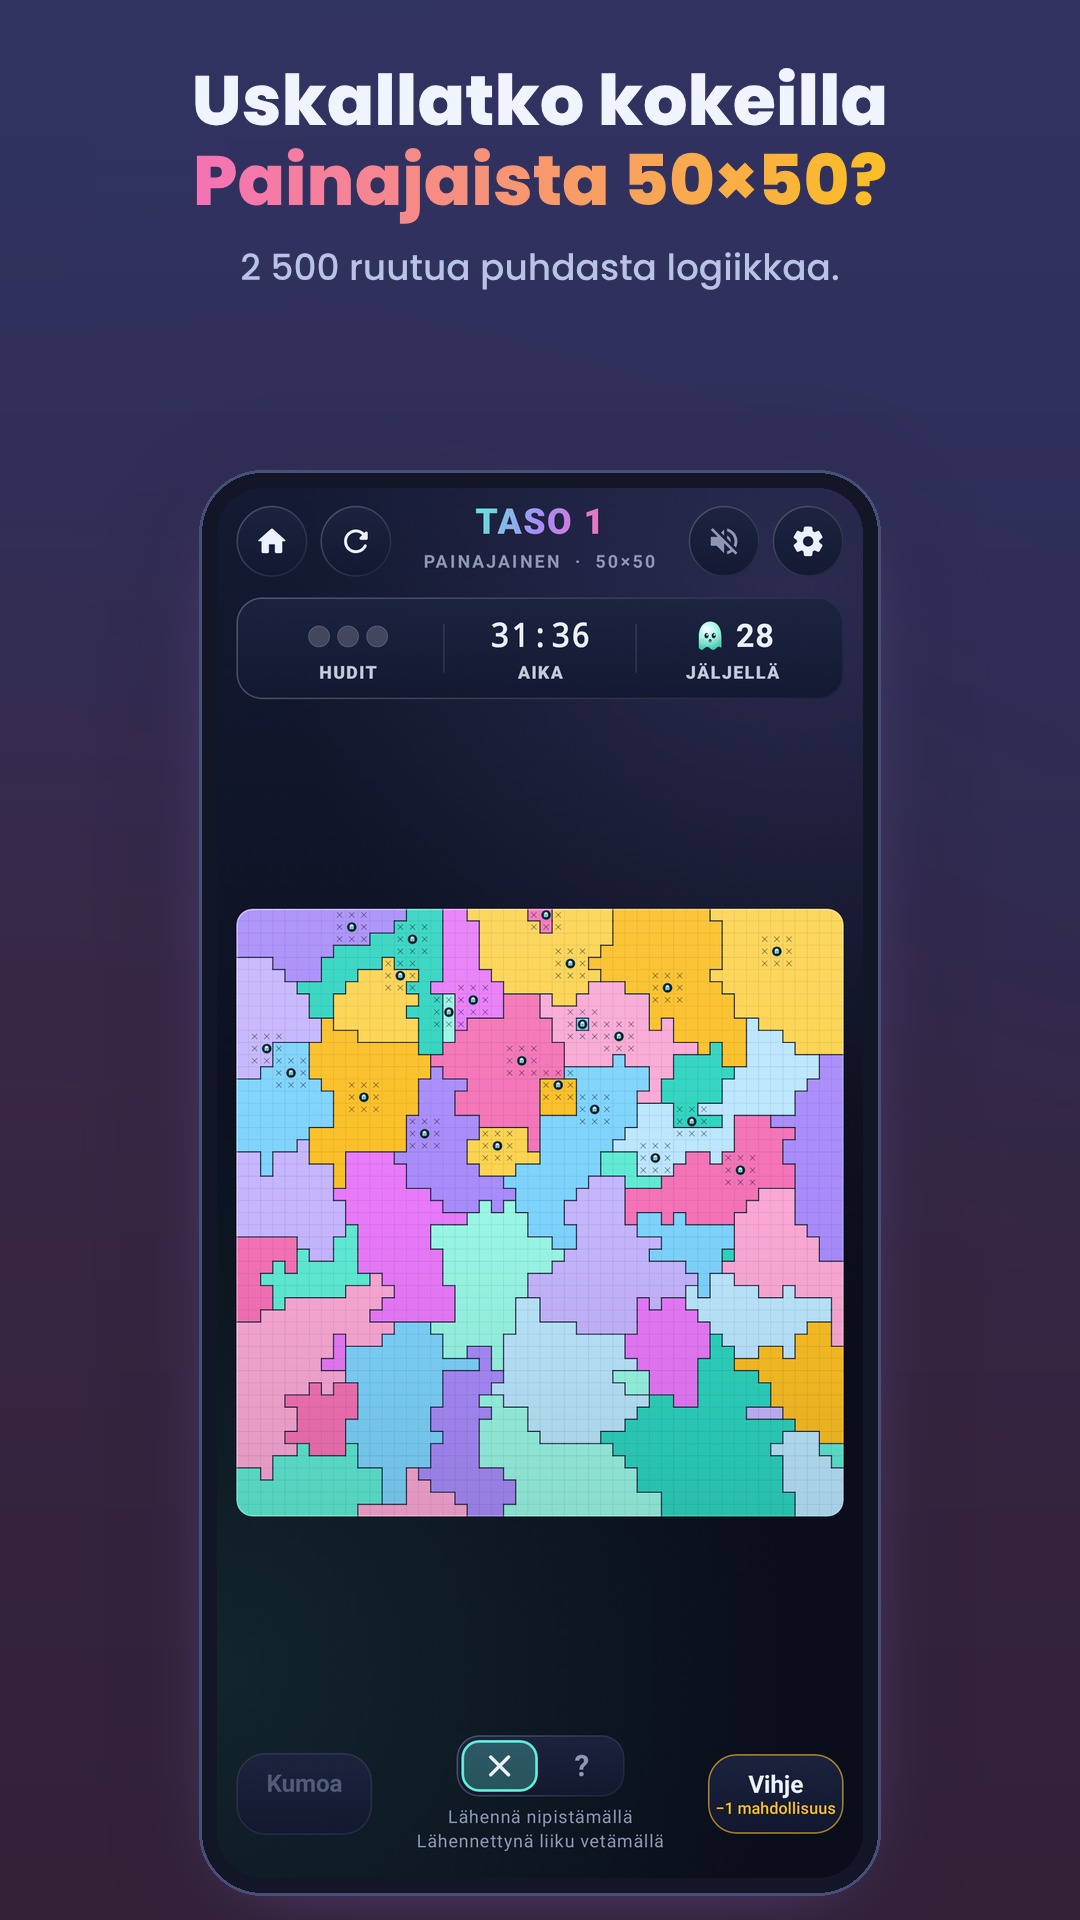 Uskallatko kokeilla
Painajaista 50×50?
2 500 ruutua puhdasta logiikkaa.
TASO 1
PAINAJAINEN · 50×50
31:36
28
HUDIT
AIKA
JÄLJELLÄ
Kumoa
?
Vihje
−1 mahdollisuus
Lähennä nipistämällä
Lähennettynä liiku vetämällä